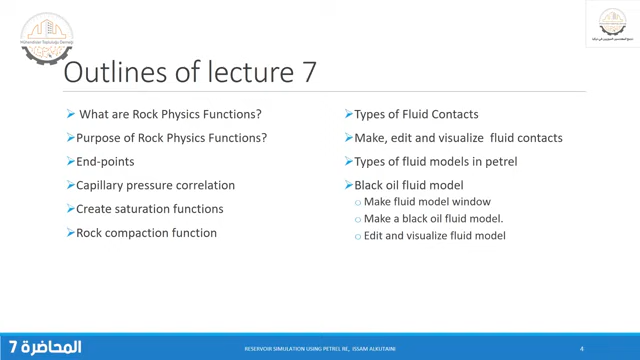 Outlines of lecture 7
What are Rock Physics Functions?
Purpose of Rock Physics Functions?
End-points
Capillary pressure correlation
Create saturation functions
Rock compaction function
Types of Fluid Contacts
Make, edit and visualize fluid contacts
Types of fluid models in petrel
Black oil fluid model
Make fluid model window
Make a black oil fluid model.
Edit and visualize fluid model
المحاضرة 7
RESERVOIR SIMULATION USING PETREL RE, ISSAM ALKUTAINI
4